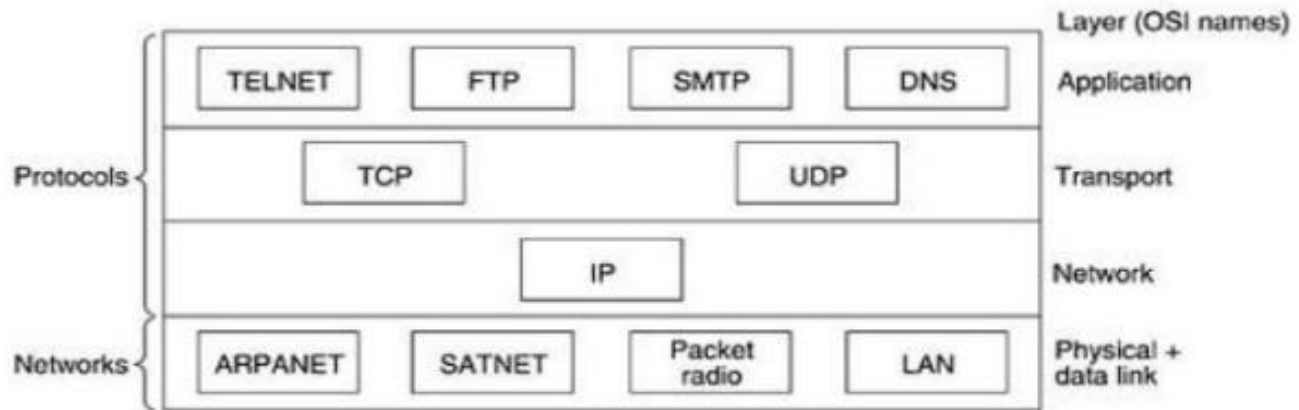 Layer (OSI names)
TELNET FTP SMTP DNS Application
Protocols TCP UDP Transport
IP Network
Networks ARPANET SATNET Packet radio LAN Physical + data link